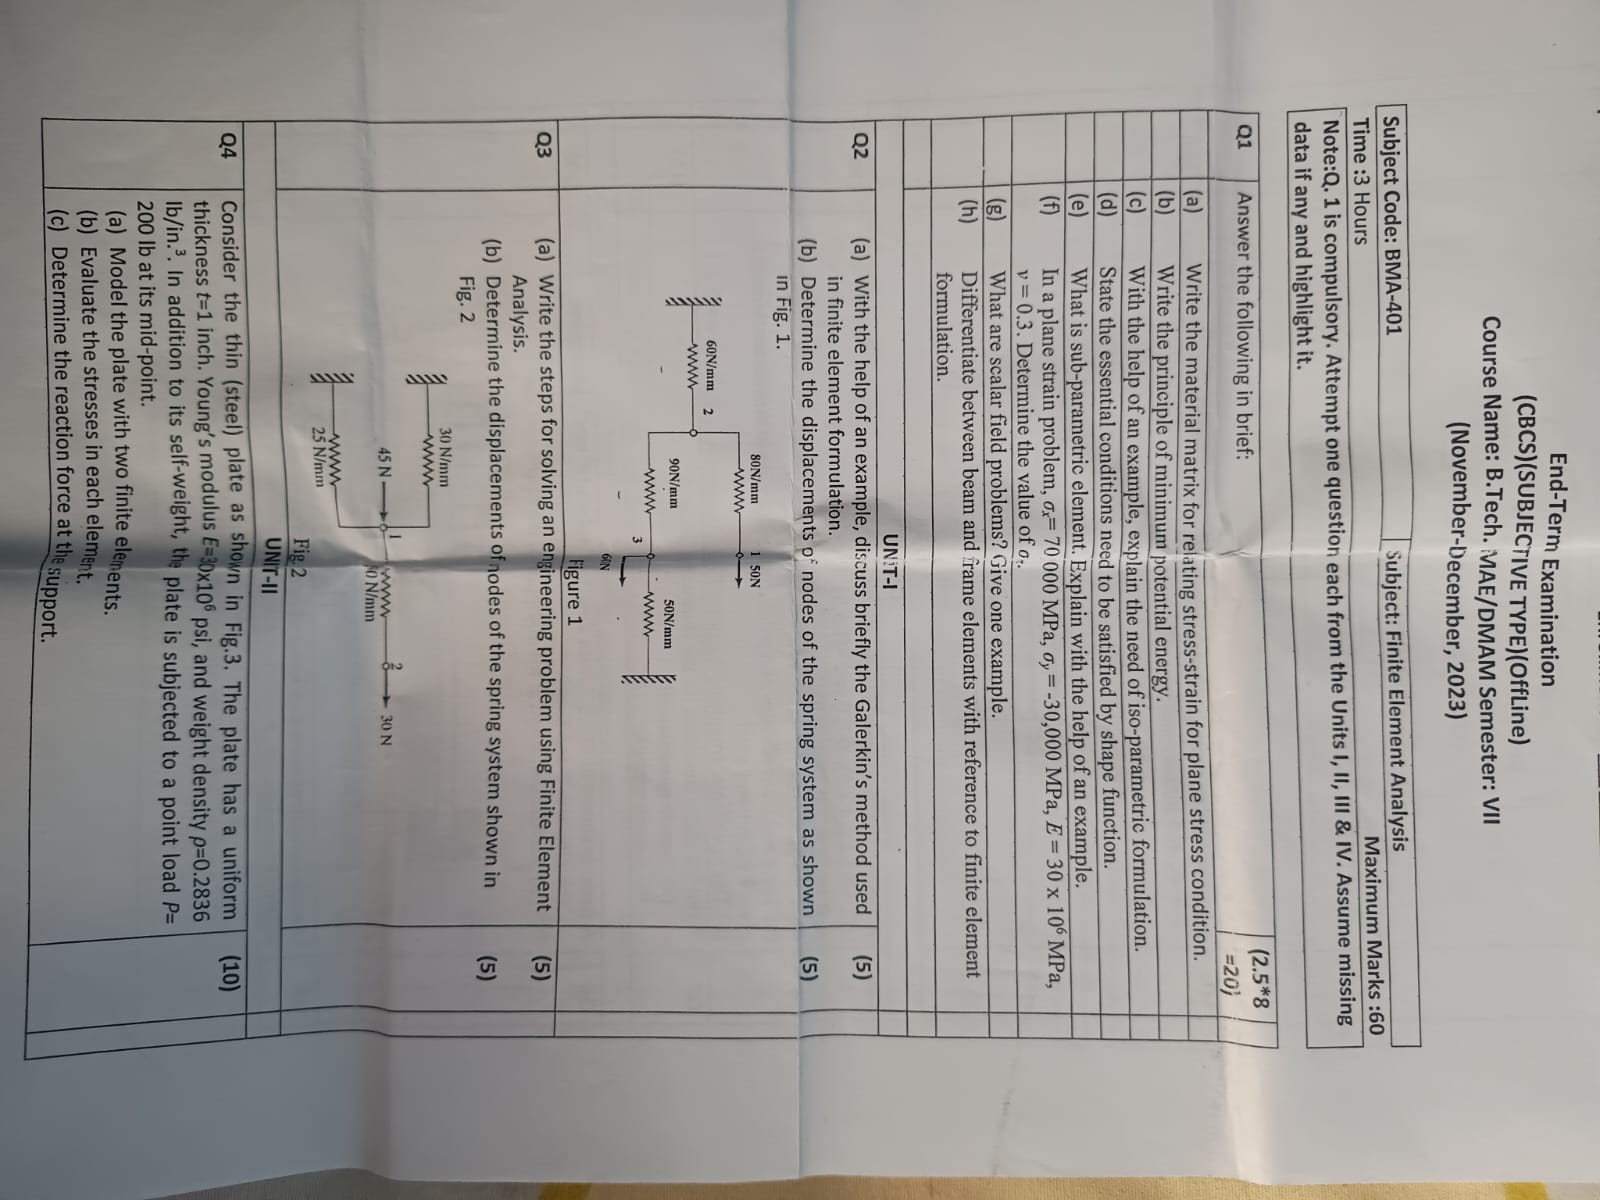 End-Term Examination
(CBCS)(SUBJECTIVE TYPE)(OffLine)
Course Name: B.Tech. MAE/DMAM Semester: VII
(November-December, 2023)
Subject Code: BMA-401 Subject: Finite Element Analysis
Time :3 Hours Maximum Marks :60
Note:Q. 1 is compulsory. Attempt one question each from the Units I, II, III & IV. Assume missing
data if any and highlight it.
Q1 Answer the following in brief: (2.5*8
=20)
(a) Write the material matrix for relating stress-strain for plane stress condition.
(b) Write the principle of minimum potential energy.
(c) With the help of an example, explain the need of iso-parametric formulation.
(d) State the essential conditions need to be satisfied by shape function.
(e) What is sub-parametric element. Explain with the help of an example.
(f) In a plane strain problem, σx= 70 000 MPa, σy = -30,000 MPa, E = 30 x 10⁶ MPa,
ν = 0.3. Determine the value of σz.
(g) What are scalar field problems? Give one example.
(h) Differentiate between beam and frame elements with reference to finite element
formulation.
UNIT-I
Q2 (a) With the help of an example, discuss briefly the Galerkin's method used (5)
in finite element formulation.
(b) Determine the displacements of nodes of the spring system as shown (5)
in Fig. 1.
80N/mm 1 50N
60N/mm 2
90N/mm 50N/mm
3
60N
Figure 1
Q3 (a) Write the steps for solving an engineering problem using Finite Element (5)
Analysis.
(b) Determine the displacements of nodes of the spring system shown in (5)
Fig. 2
30 N/mm
45 N 1 2 30 N
0 N/mm
25 N/mm
Fig.2
UNIT-II
Q4 Consider the thin (steel) plate as shown in Fig.3. The plate has a uniform (10)
thickness t=1 inch. Young's modulus E=30x10⁶ psi, and weight density ρ=0.2836
lb/in.³. In addition to its self-weight, the plate is subjected to a point load P=
200 lb at its mid-point.
(a) Model the plate with two finite elements.
(b) Evaluate the stresses in each element.
(c) Determine the reaction force at the support.